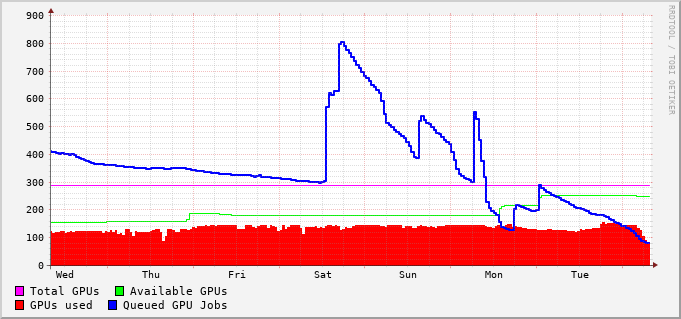 900
800
700
600
500
400
300
200
100
0
Wed Thu Fri Sat Sun Mon Tue
Total GPUs Available GPUs
GPUs used Queued GPU Jobs
RRDTOOL / TOBI OETIKER